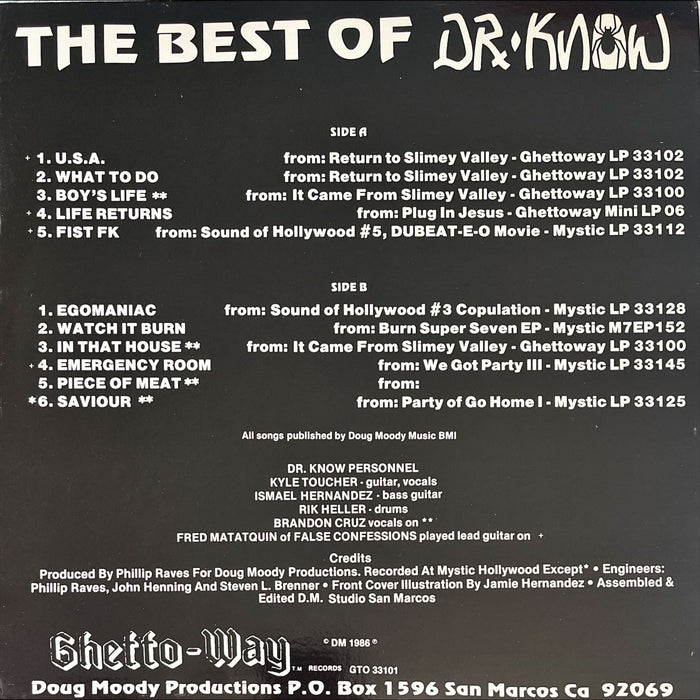 THE BEST OF DR. KNOW
SIDE A
+ 1. U.S.A. from: Return to Slimey Valley - Ghettoway LP 33102
2. WHAT TO DO from: Return to Slimey Valley - Ghettoway LP 33102
3. BOY'S LIFE ** from: It Came From Slimey Valley - Ghettoway LP 33100
+ 4. LIFE RETURNS from: Plug In Jesus - Ghettoway Mini LP 06
+ 5. FIST FK from: Sound of Hollywood #5, DUBEAT-E-O Movie - Mystic LP 33112
SIDE B
1. EGOMANIAC from: Sound of Hollywood #3 Copulation - Mystic LP 33128
2. WATCH IT BURN from: Burn Super Seven EP - Mystic M7EP152
3. IN THAT HOUSE ** from: It Came From Slimey Valley - Ghettoway LP 33100
+ 4. EMERGENCY ROOM from: We Got Party III - Mystic LP 33145
5. PIECE OF MEAT ** from:
*6. SAVIOUR ** from: Party of Go Home I - Mystic LP 33125
All songs published by Doug Moody Music BMI
DR. KNOW PERSONNEL
KYLE TOUCHER - guitar, vocals
ISMAEL HERNANDEZ - bass guitar
RIK HELLER - drums
BRANDON CRUZ vocals on **
FRED MATATQUIN of FALSE CONFESSIONS played lead guitar on +
Credits
Produced By Phillip Raves For Doug Moody Productions. Recorded At Mystic Hollywood Except* • Engineers:
Phillip Raves, John Henning And Steven L. Brenner • Front Cover Illustration By Jamie Hernandez • Assembled &
Edited D.M. Studio San Marcos
Ghetto-Way T.M. RECORDS © DM 1986 ℗ GTO 33101
Doug Moody Productions P.O. Box 1596 San Marcos Ca 92069